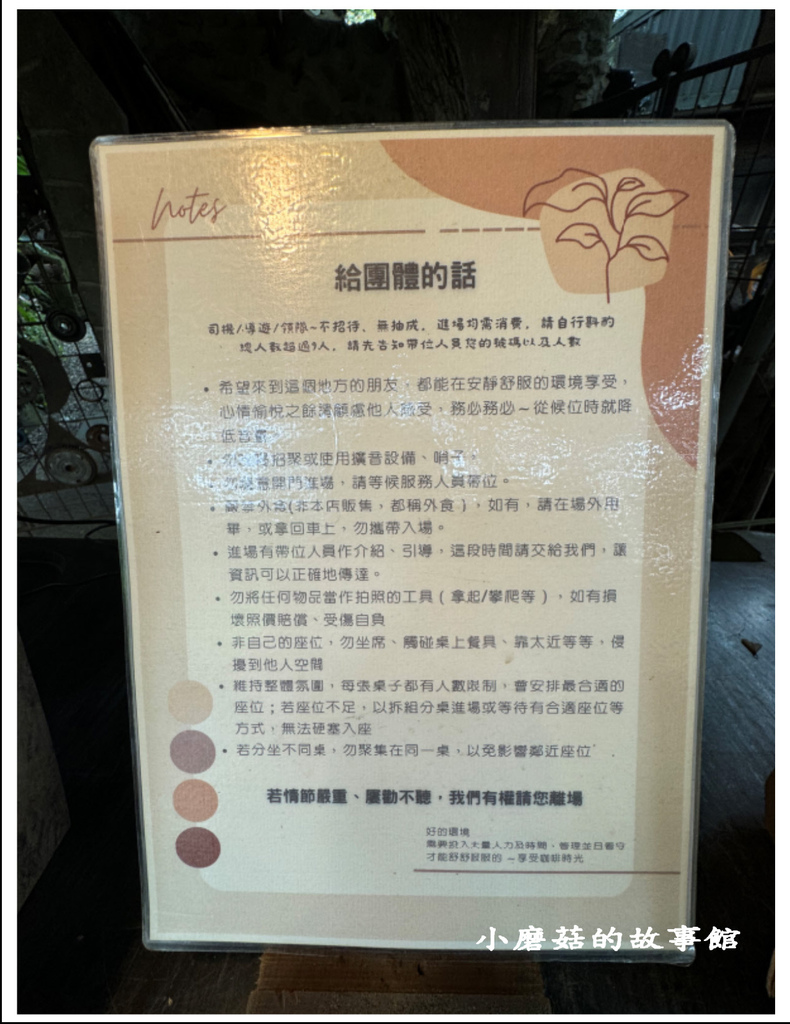 Notes
給團體的話
司機/導遊/領隊~不招待、無抽成，進場均需消費，請自行斟酌
總人數超過9人，請先告知帶位人員您的號碼以及人數
• 希望來到這個地方的朋友，都能在安靜舒服的環境享受，
心情愉悅之餘請顧慮他人感受，務必務必~從候位時就降
低音量
• 招聚或使用擴音設備、哨子。
• 開門進場，請等候服務人員帶位。
• 外食(非本店販售，都稱外食），如有，請在場外用
畢，或拿回車上，勿攜帶入場。
• 進場有帶位人員作介紹、引導，這段時間請交給我們，讓
資訊可以正確地傳達。
• 勿將任何物品當作拍照的工具（拿起/攀爬等），如有損
壞照價賠償、受傷自負
• 非自己的座位，勿坐席、觸碰桌上餐具、靠太近等等，侵
擾到他人空間
• 維持整體氛圍，每張桌子都有人數限制，會安排最合適的
座位；若座位不足，以拆組分桌進場或等待有合適座位等
方式，無法硬塞入座
• 若分坐不同桌，勿聚集在同一桌，以免影響鄰近座位
若情節嚴重、屢勸不聽，我們有權請您離場
好的環境
需要投入大量人力及時間、管理並且看守
才能舒舒服服的 ~享受咖啡時光
小磨菇的故事館